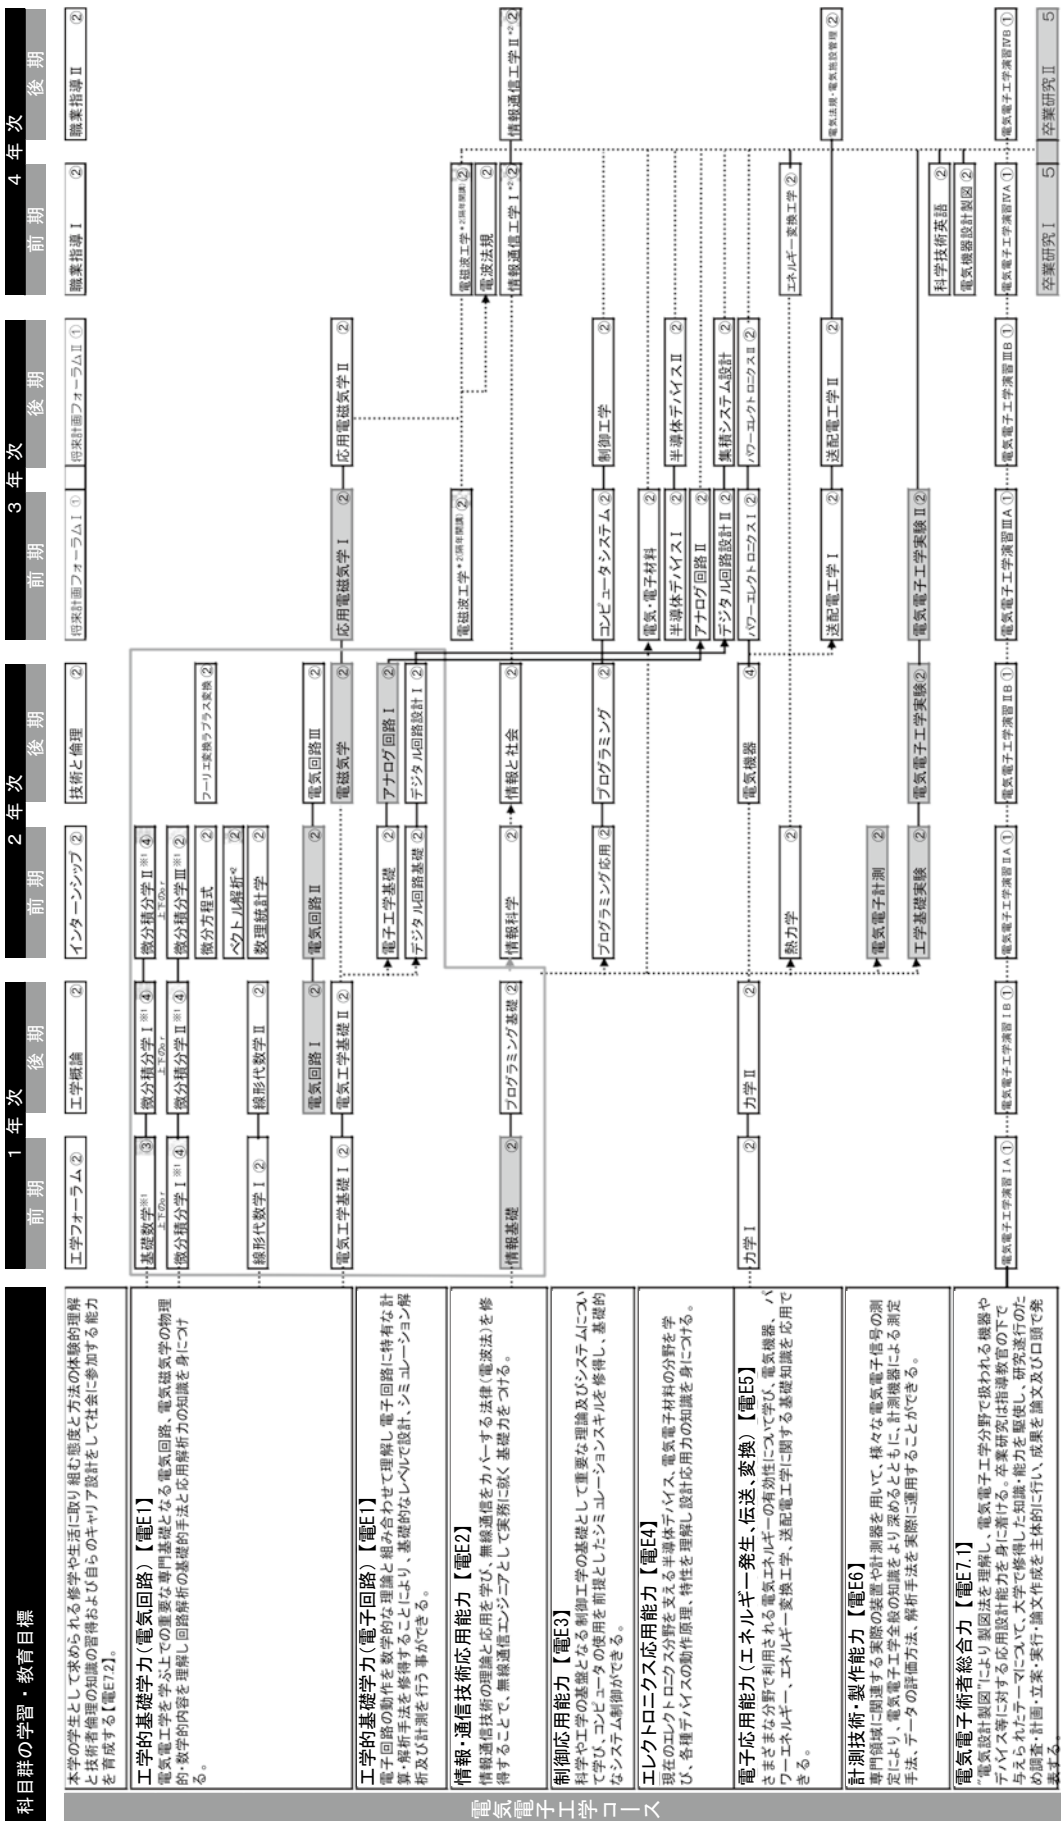 科目群の学習・教育目標
1 年 次
2 年 次
3 年 次
4 年 次
前 期
後 期
前 期
後 期
前 期
後 期
前 期
後 期
電気電子工学コース
本学の学生として求められる修学や生活に取り組む態度と方法の体験的理解
と技術者倫理の知識の習得および自らのキャリア設計をして社会に参加する能力
を育成する【電E7.2】。
工学フォーラム ②
工学概論 ②
インターンシップ ②
技術と倫理 ②
将来計画フォーラムⅠ ①
将来計画フォーラムⅡ ①
職業指導Ⅰ ②
職業指導Ⅱ ②
工学的基礎学力(電気回路)【電E1】
電気電子工学を学ぶ上での重要な専門基礎となる電気回路、電気磁気学の物理
的・数学的内容を理解し回路解析の基礎的手法と応用解析力の知識を身につけ
る。
基礎数学※1 ③
微分積分学Ⅰ※1 ④
微分積分学Ⅱ※1 ④
上下のor
上下のor
上下のor
微分積分学Ⅰ※1 ④
微分積分学Ⅱ※1 ④
微分積分学Ⅲ※1 ②
微分方程式 ②
フーリエ変換ラプラス変換 ②
ベクトル解析*2 ②
線形代数学Ⅰ ②
線形代数学Ⅱ ②
数理統計学 ②
電気回路Ⅰ ②
電気回路Ⅱ ②
電気回路Ⅲ ②
電気工学基礎Ⅰ ②
電気工学基礎Ⅱ ②
電磁気学 ②
応用電磁気学Ⅰ ②
応用電磁気学Ⅱ ②
工学的基礎学力(電子回路)【電E1】
電子回路の動作を数学的な理論と組み合わせて理解し電子回路に特有な計
算・解析手法を修得することにより、基礎的なレベルで設計、シミュレーション解
析及び計測を行う事ができる。
電子工学基礎 ②
アナログ回路Ⅰ ②
デジタル回路基礎 ②
デジタル回路設計Ⅰ ②
情報・通信技術応用能力【電E2】
情報通信技術の理論と応用を学び、無線通信をカバーする法律(電波法)を修
得することで、無線通信エンジニアとして実務に就く基礎力をつける。
電磁波工学*2(隔年開講) ②
電磁波工学*2(隔年開講) ②
電波法規 ②
情報基礎 ②
プログラミング基礎 ②
情報科学 ②
情報と社会 ②
情報通信工学Ⅰ*2 ②
情報通信工学Ⅱ*2 ②
制御応用能力【電E3】
科学や工学の基盤となる制御工学の基礎として重要な理論及びシステムについ
て学び、コンピュータの使用を前提としたシミュレーションスキルを修得し、基礎的
なシステム制御ができる。
プログラミング応用 ②
プログラミング ②
コンピュータシステム ②
制御工学 ②
エレクトロニクス応用能力【電E4】
現在のエレクトロニクス分野を支える半導体デバイス、電気電子材料の分野を学
び、各種デバイスの動作原理、特性を理解し設計応用力の知識を身につける。
電気・電子材料 ②
半導体デバイスⅠ ②
半導体デバイスⅡ ②
アナログ回路Ⅱ ②
デジタル回路設計Ⅱ ②
集積システム設計 ②
電子応用能力(エネルギー発生、伝送、変換)【電E5】
さまざまな分野で利用される電気エネルギーの有効性について学び、電気機器、パ
ワーエネルギー、エネルギー変換工学、送配電工学に関する基礎知識を応用で
きる。
力学Ⅰ ②
力学Ⅱ ②
電気機器 ④
パワーエレクトロニクスⅠ ②
パワーエレクトロニクスⅡ ②
熱力学 ②
エネルギー変換工学 ②
送配電工学Ⅰ ②
送配電工学Ⅱ ②
電気法規・電気施設管理 ②
計測技術・製作能力【電E6】
専門領域に関連する実際の装置や計測器を用いて、様々な電気電子信号の測
定により、電気電子工学全般の知識をより深めるとともに、計測機器による測定
手法、データの評価方法、解析手法を実際に運用することができる。
電気電子計測 ②
工学基礎実験 ②
電気電子工学実験 ②
電気電子工学実験Ⅱ ②
科学技術英語 ②
電気電子術者総合力【電E7.1】
"電気設計製図"により製図法を理解し、電気電子工学分野で扱われる機器や
デバイス等に対する応用設計能力を身に着ける。卒業研究は指導教官の下で
与えられたテーマについて、大学で修得した知識・能力を駆使し、研究遂行のた
め調査・計画・立案・実行・論文作成を主体的に行い、成果を論文及び口頭で発
表する。
電気機器設計製図 ②
電気電子工学演習ⅠA ①
電気電子工学演習ⅠB ①
電気電子工学演習ⅡA ①
電気電子工学演習ⅡB ①
電気電子工学演習ⅢA ①
電気電子工学演習ⅢB ①
電気電子工学演習ⅣA ①
電気電子工学演習ⅣB ①
卒業研究Ⅰ 5
卒業研究Ⅱ 5